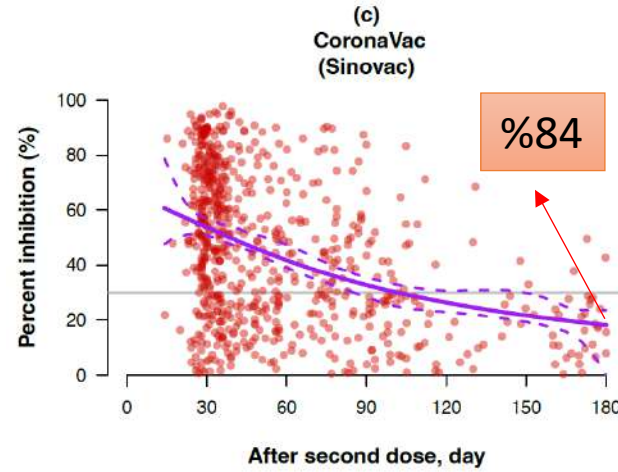 (c)
CoronaVac
(Sinovac)
%84
Percent inhibition (%)
100
80
60
40
20
0
0 30 60 90 120 150 180
After second dose, day